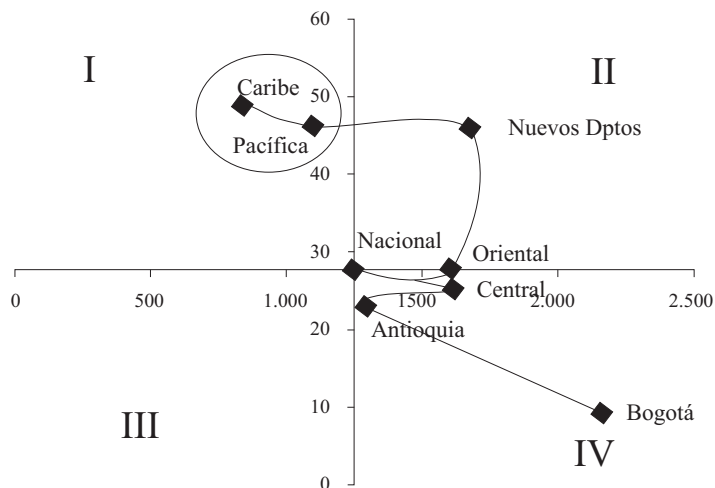 60
I
II
Caribe
50
Nuevos Dptos
Pacífica
40
30
Nacional
Oriental
Central
0
500
1.000
1500
2.000
2.500
20
Antioquia
10
Bogotá
III
IV
0